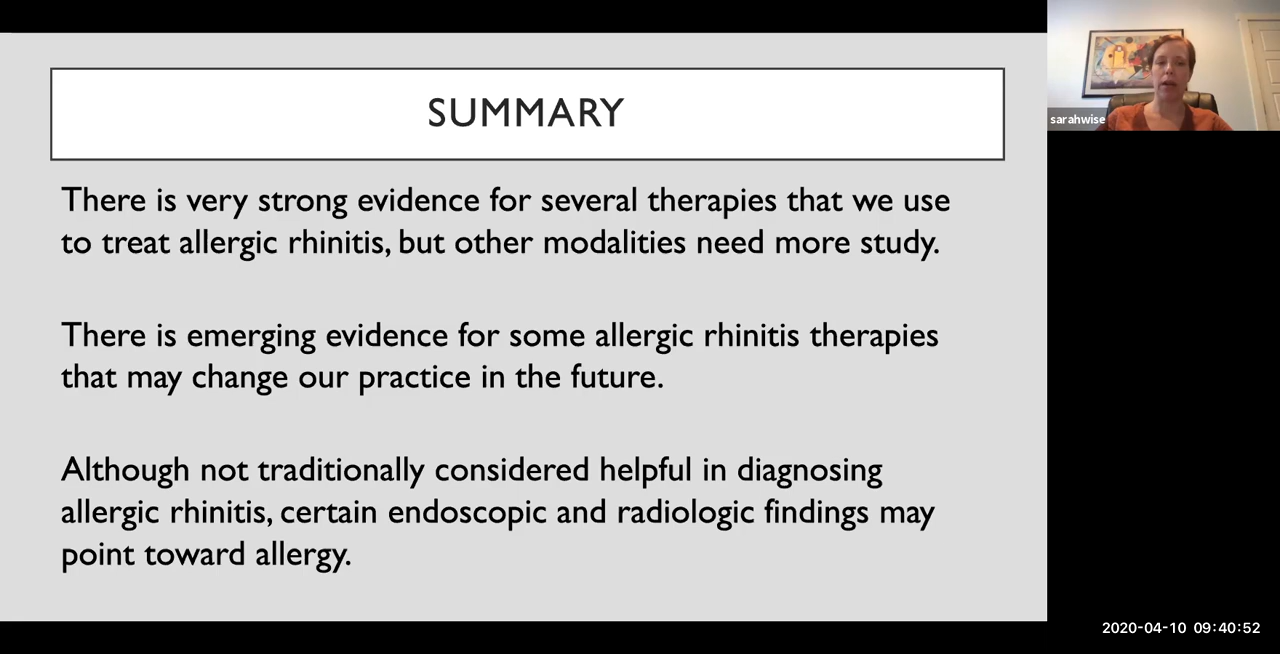 SUMMARY
There is very strong evidence for several therapies that we use
to treat allergic rhinitis, but other modalities need more study.
There is emerging evidence for some allergic rhinitis therapies
that may change our practice in the future.
Although not traditionally considered helpful in diagnosing
allergic rhinitis, certain endoscopic and radiologic findings may
point toward allergy.
sarahwise
2020-04-10 09:40:52